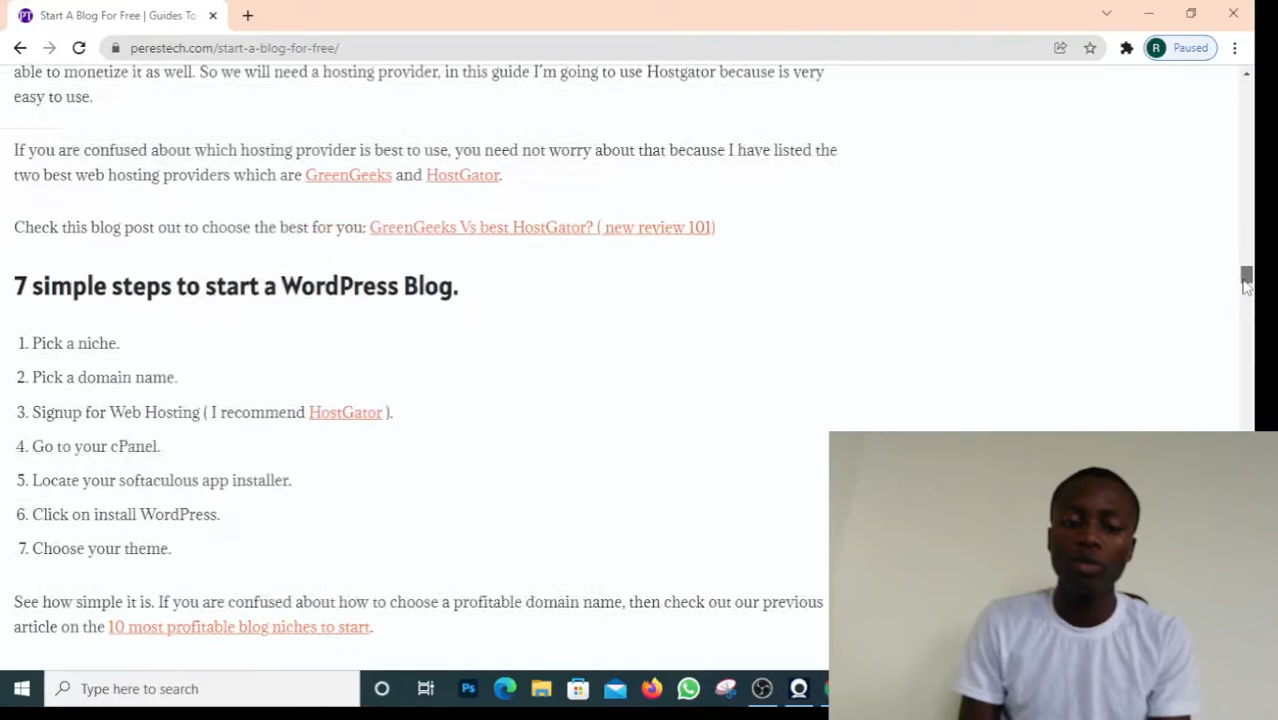 Start A Blog For Free | Guides To
perestech.com/start-a-blog-for-free/
R Paused
able to monetize it as well. So we will need a hosting provider, in this guide I'm going to use Hostgator because is very
easy to use.
If you are confused about which hosting provider is best to use, you need not worry about that because I have listed the
two best web hosting providers which are GreenGeeks and HostGator.
Check this blog post out to choose the best for you: GreenGeeks Vs best HostGator? ( new review 101)
7 simple steps to start a WordPress Blog.
1. Pick a niche.
2. Pick a domain name.
3. Signup for Web Hosting ( I recommend HostGator ).
4. Go to your cPanel.
5. Locate your softaculous app installer.
6. Click on install WordPress.
7. Choose your theme.
See how simple it is. If you are confused about how to choose a profitable domain name, then check out our previous
article on the 10 most profitable blog niches to start.
Type here to search
Ps